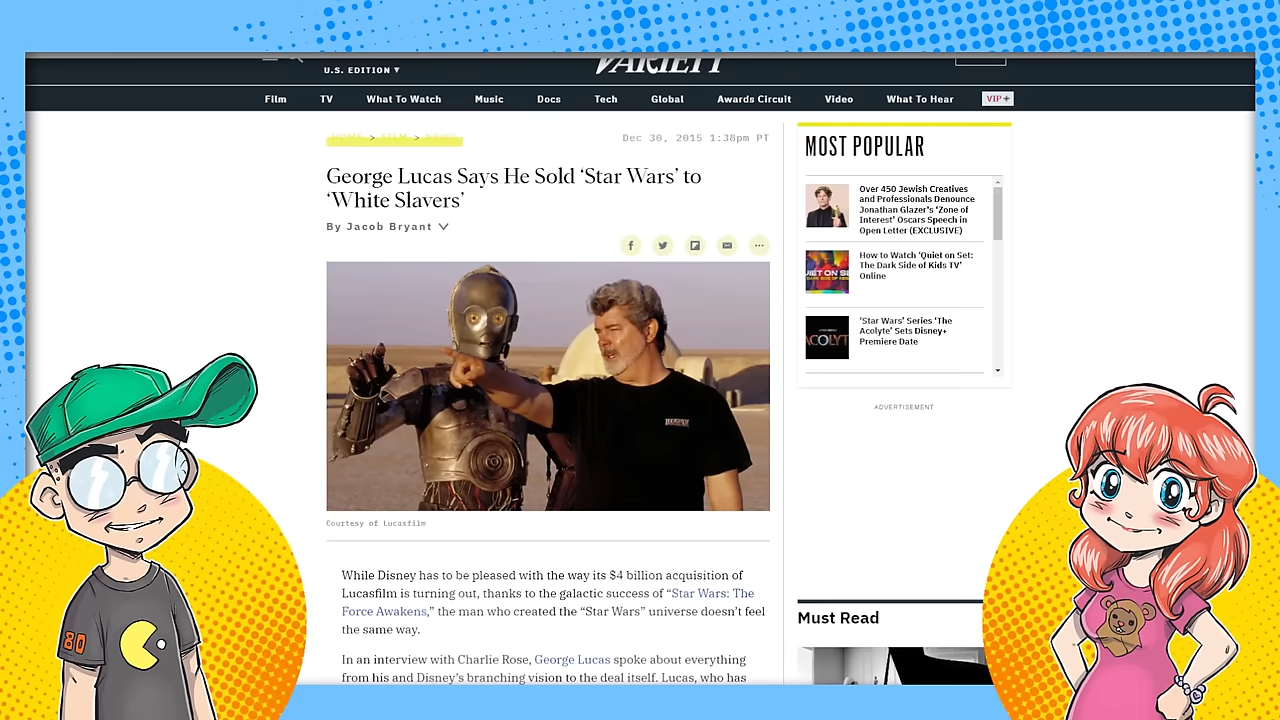 U.S. EDITION ▾
VARIETY
Film TV What To Watch Music Docs Tech Global Awards Circuit Video What To Hear VIP+
HOME > FILM > NEWS
Dec 30, 2015 1:38pm PT
George Lucas Says He Sold ‘Star Wars’ to
‘White Slavers’
By Jacob Bryant
Courtesy of Lucasfilm
While Disney has to be pleased with the way its $4 billion acquisition of
Lucasfilm is turning out, thanks to the galactic success of “Star Wars: The
Force Awakens,” the man who created the “Star Wars” universe doesn’t feel
the same way.
In an interview with Charlie Rose, George Lucas spoke about everything
from his and Disney’s branching vision to the deal itself. Lucas, who has
MOST POPULAR
Over 450 Jewish Creatives
and Professionals Denounce
Jonathan Glazer’s ‘Zone of
Interest’ Oscars Speech in
Open Letter (EXCLUSIVE)
How to Watch ‘Quiet on Set:
The Dark Side of Kids TV’
Online
‘Star Wars’ Series ‘The
Acolyte’ Sets Disney+
Premiere Date
ADVERTISEMENT
Must Read
80